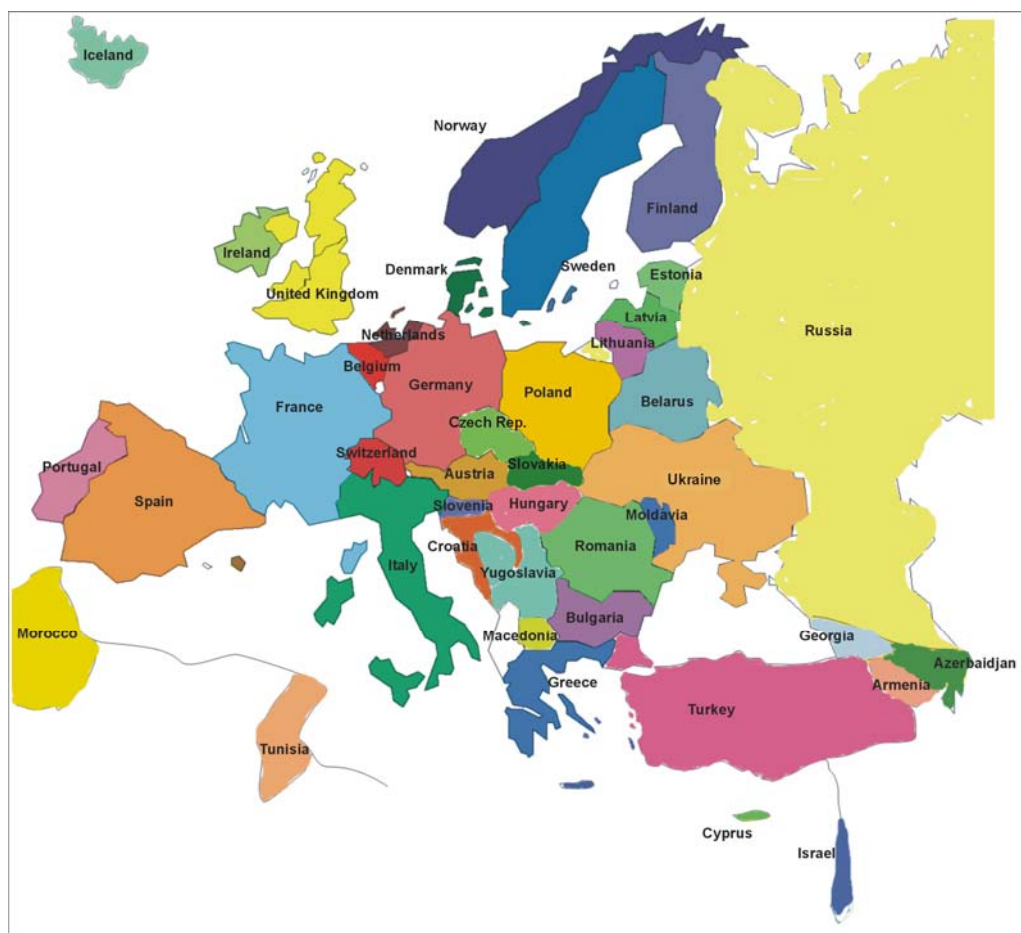 Iceland
Norway
Finland
Ireland
Denmark
Sweden
Estonia
United Kingdom
Latvia
Russia
Netherlands
Lithuania
Belgium
Germany
Poland
Belarus
France
Czech Rep.
Switzerland
Slovakia
Portugal
Austria
Ukraine
Spain
Slovenia
Hungary
Moldavia
Croatia
Romania
Italy
Yugoslavia
Bulgaria
Morocco
Macedonia
Georgia
Azerbaidjan
Greece
Armenia
Turkey
Tunisia
Cyprus
Israel